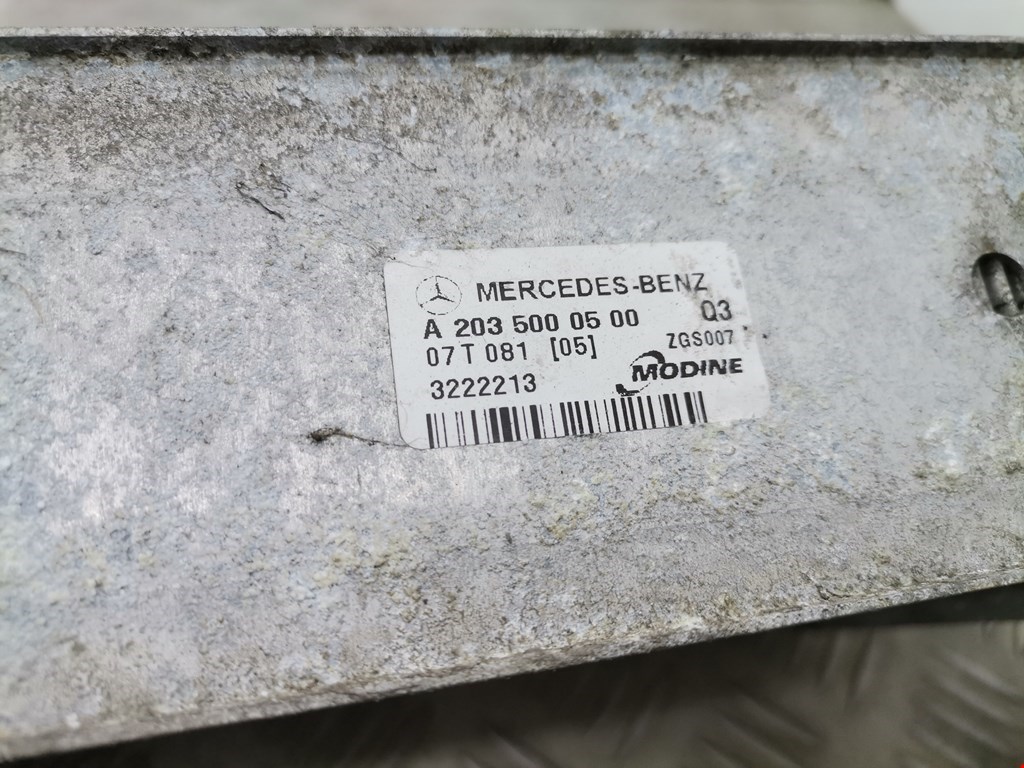 MERCEDES-BENZ
A 203 500 05 00 Q3
07 T 081 [05] ZGS007
3222213 MODINE